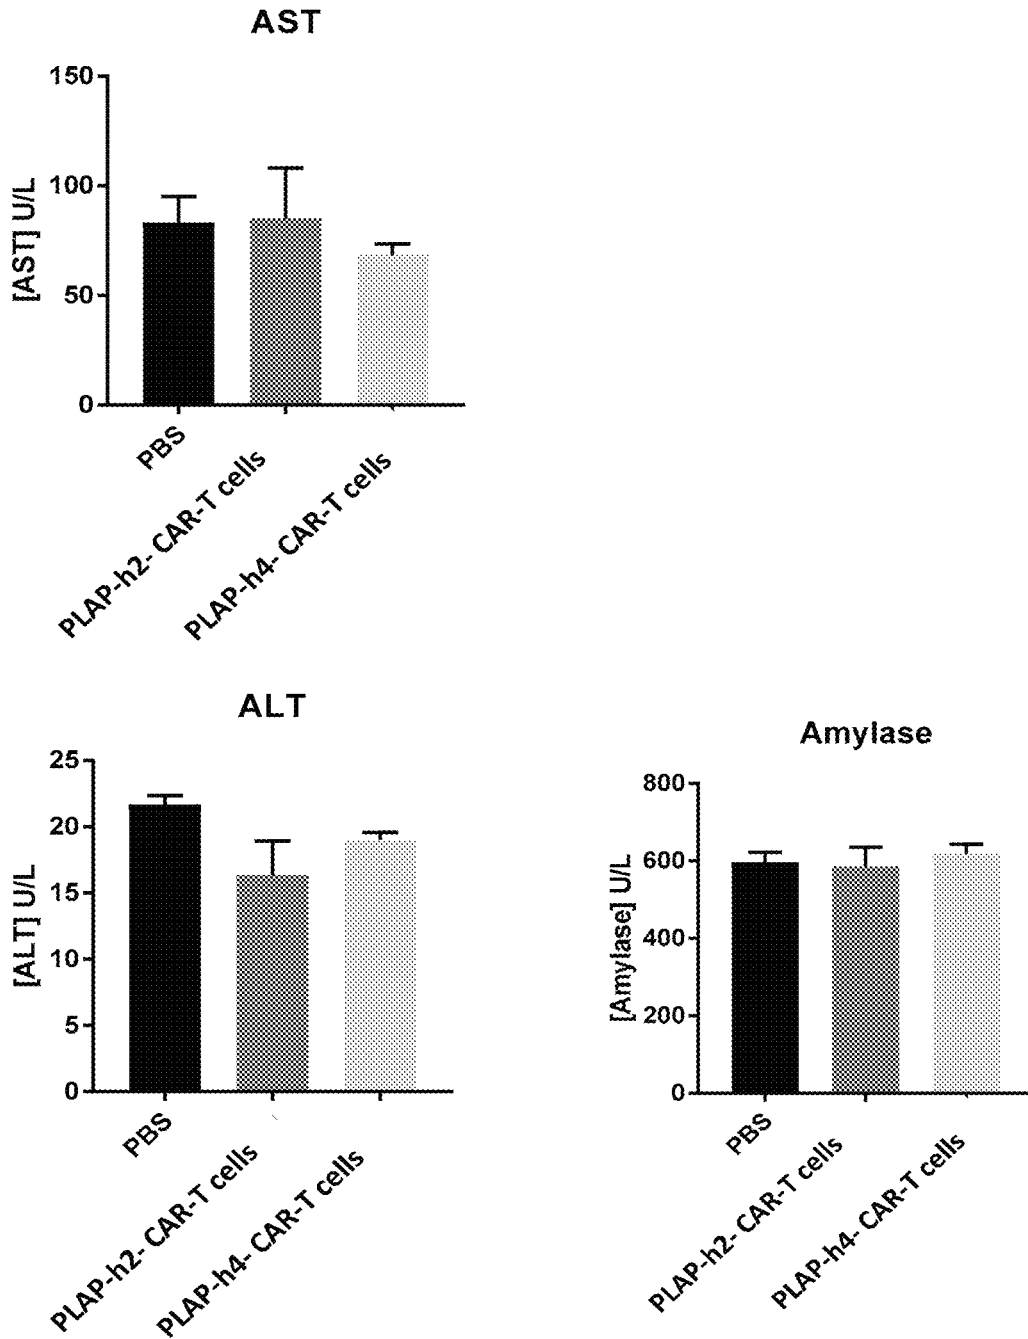 AST
[AST] U/L
150
100
50
0
PBS
PLAP-h2- CAR-T cells
PLAP-h4- CAR-T cells
ALT
[ALT] U/L
25
20
15
10
5
0
PBS
PLAP-h2- CAR-T cells
PLAP-h4- CAR-T cells
Amylase
[Amylase] U/L
800
600
400
200
0
PBS
PLAP-h2- CAR-T cells
PLAP-h4- CAR-T cells